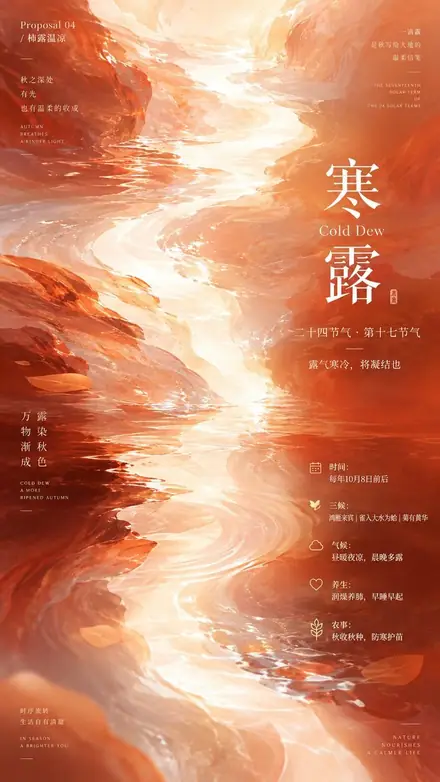 Proposal 04
/ 柿露温凉
秋之深处
有光
也有温柔的收成
AUTUMN
BREATHES
A KINDER LIGHT
一滴露
是秋写给大地的
温柔信笺
THE SEVENTEENTH
SOLAR TERM
OF
THE 24 SOLAR TERMS
寒
Cold Dew
露
二十四节气·第十七节气
露气寒冷，将凝结也
露染秋色
万物渐成
COLD DEW
A MORE
RIPENED AUTUMN
时间：
每年10月8日前后
三候：
鸿雁来宾 | 雀入大水为蛤 | 菊有黄华
气候：
昼暖夜凉，晨晚多露
养生：
润燥养肺，早睡早起
农事：
秋收秋种，防寒护苗
时序流转
生活自有清甜
IN SEASON
A BRIGHTER YOU
NATURE
NOURISHES
A CALMER LIFE